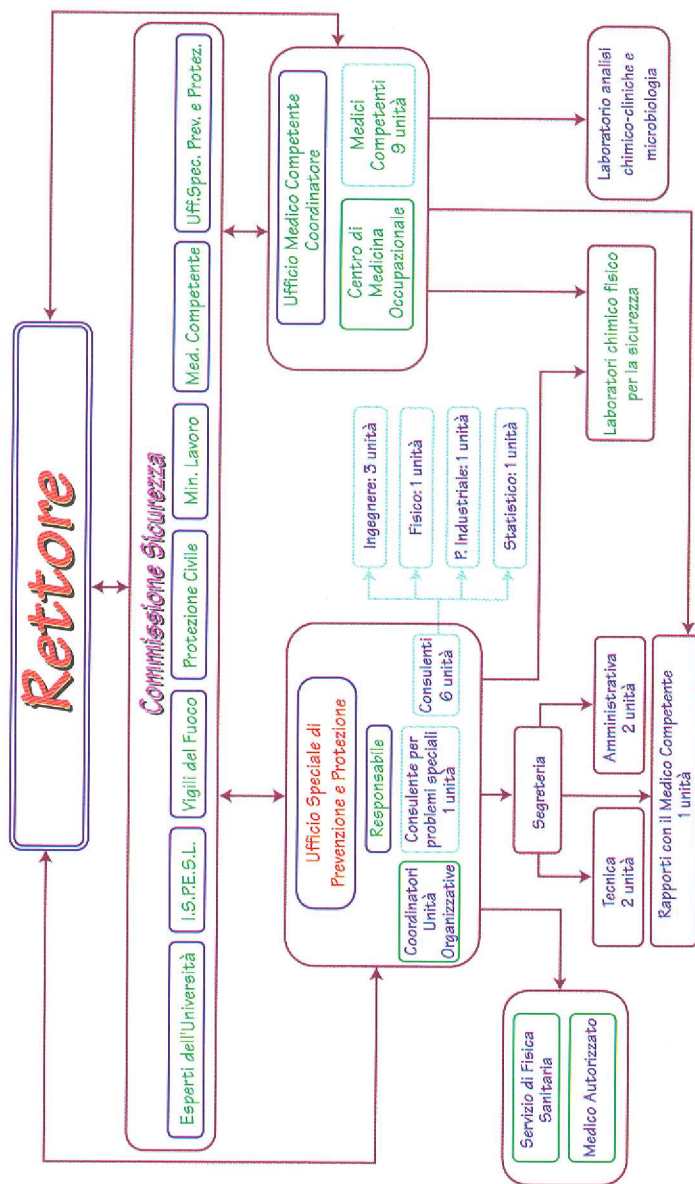 Rettore
Commissione Sicurezza
Esperti dell'Università
I.S.P.E.S.L.
Vigili del Fuoco
Protezione Civile
Min. Lavoro
Med. Competente
Uff.Spec. Prev. e Protez.
Ufficio Speciale di
Prevenzione e Protezione
Responsabile
Coordinatori
Unità
Organizzative
Consulente per
problemi speciali
1 unità
Consulenti
6 unità
Ingegnere: 3 unità
Fisico: 1 unità
P. Industriale: 1 unità
Statistico: 1 unità
Ufficio Medico Competente
Coordinatore
Centro di
Medicina
Occupazionale
Medici
Competenti
9 unità
Servizio di Fisica
Sanitaria
Medico Autorizzato
Segreteria
Tecnica
2 unità
Amministrativa
2 unità
Rapporti con il Medico Competente
1 unità
Laboratori chimico fisico
per la sicurezza
Laboratorio analisi
chimico-cliniche e
microbiologia